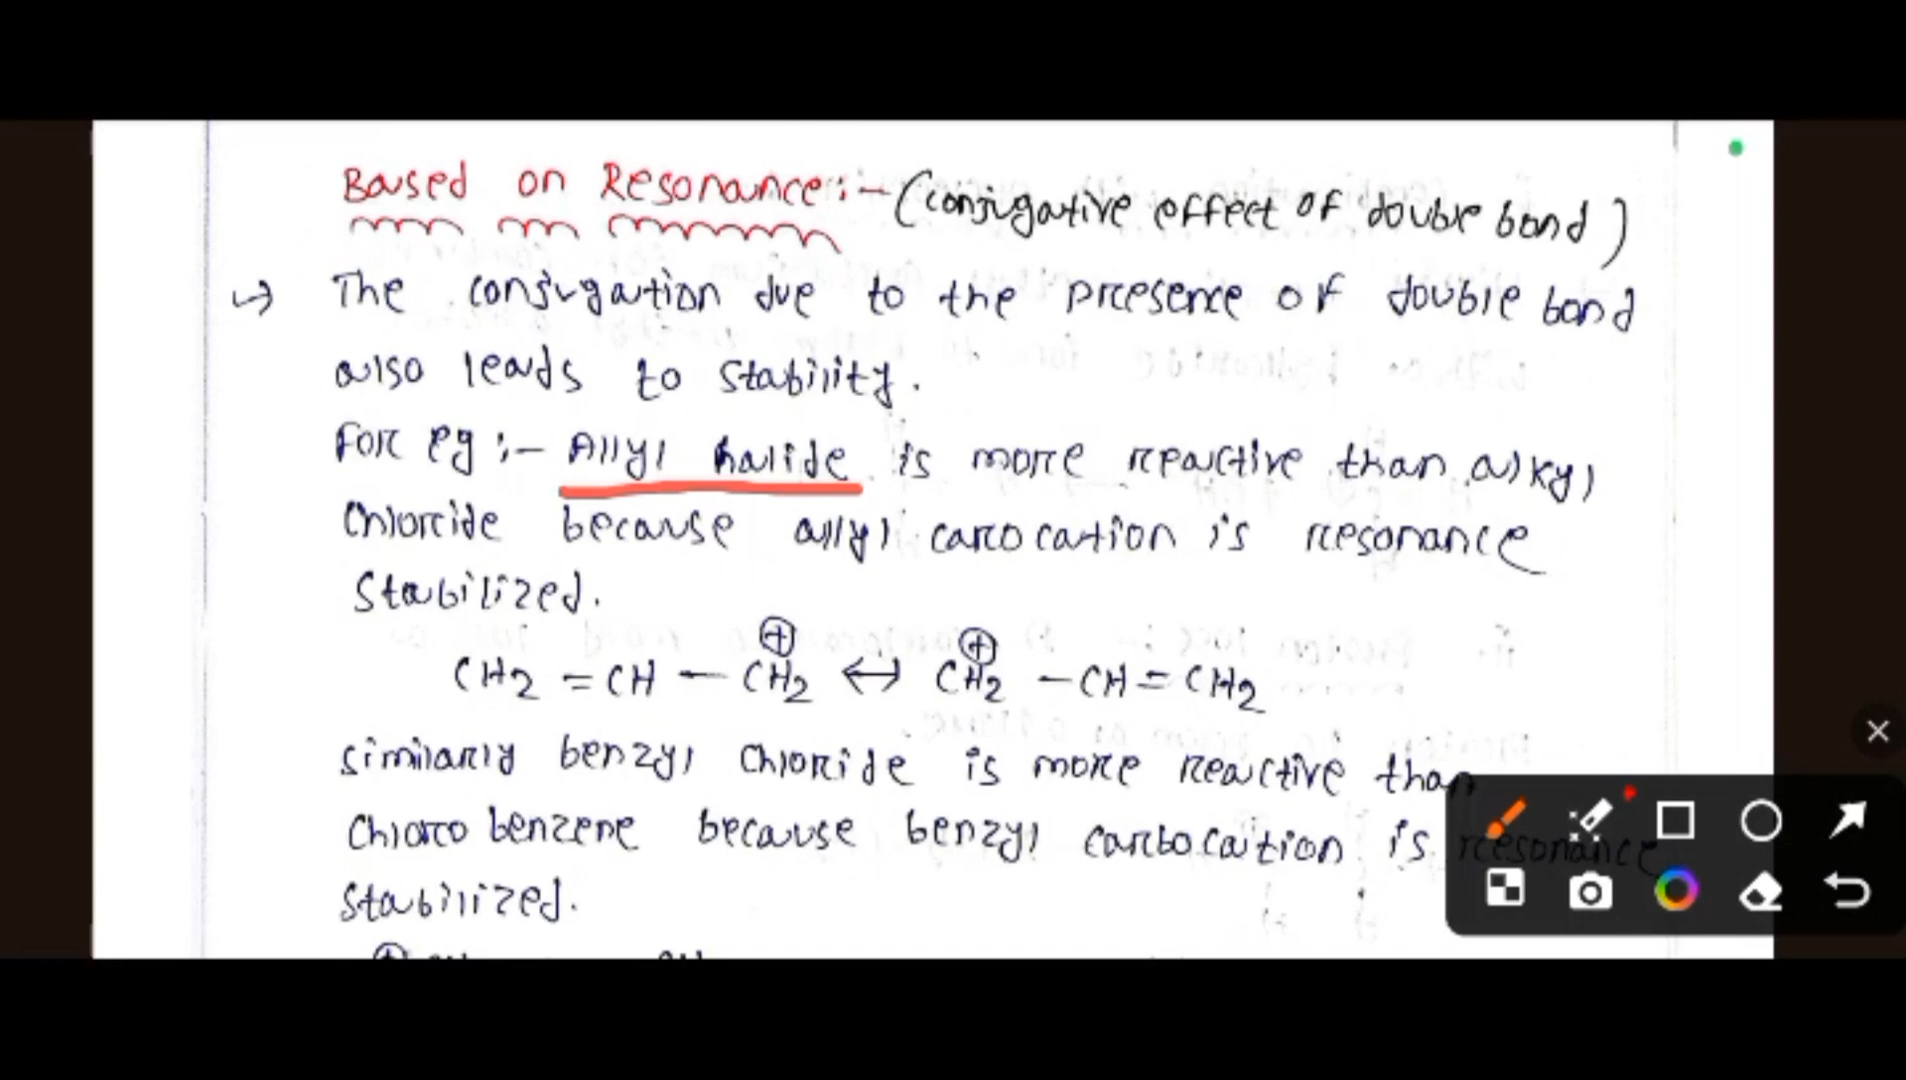 Based on Resonance:- (conjugative effect of double bond)
↳ The conjugation due to the presence of double bond
also leads to stability.
For eg :- Allyl halide is more reactive than alkyl
Chloride because allyl carocation is resonance
Stabilized.
CH2 = CH - CH2 ↔ CH2 - CH = CH2
⊕ ⊕
similarly benzyl chloride is more reactive than
Chloro benzene because benzyl carbocation is resonance
Stabilized.